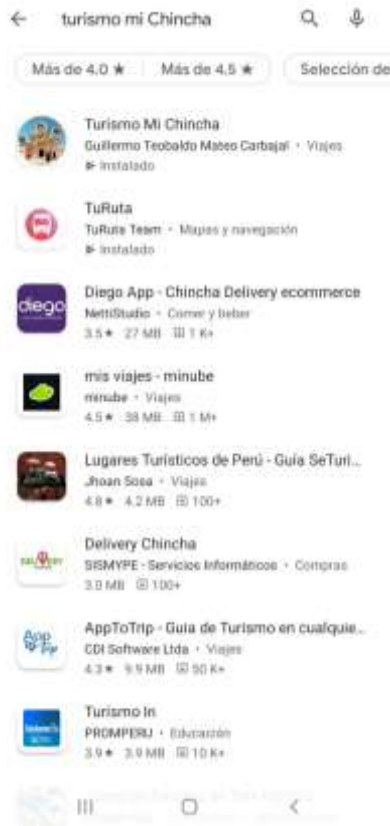 turismo mi Chincha
Más de 4.0 ★
Más de 4.5 ★
Selección de
Turismo Mi Chincha
Guillermo Teobaldo Mateo Carbajal • Viajes
Instalado
TuRuta
TuRuta Team • Mapas y navegación
Instalado
diego
Diego App - Chincha Delivery ecommerce
NettiStudio • Comer y beber
3.5 ★ 27 MB 1 K+
mis viajes - minube
minube • Viajes
4.5 ★ 38 MB 1 M+
Lugares Turísticos de Perú - Guía SeTuri...
Jhoan Sosa • Viajes
4.8 ★ 4.2 MB 100+
Delivery Chincha
SISMYPE - Servicios Informáticos • Compras
3.9 MB 100+
App
Trip
AppToTrip - Guia de Turismo en cualquie...
CDI Software Ltda • Viajes
4.3 ★ 9.9 MB 50 K+
Turismo In
PROMPERU • Educación
3.9 ★ 3.9 MB 10 K+